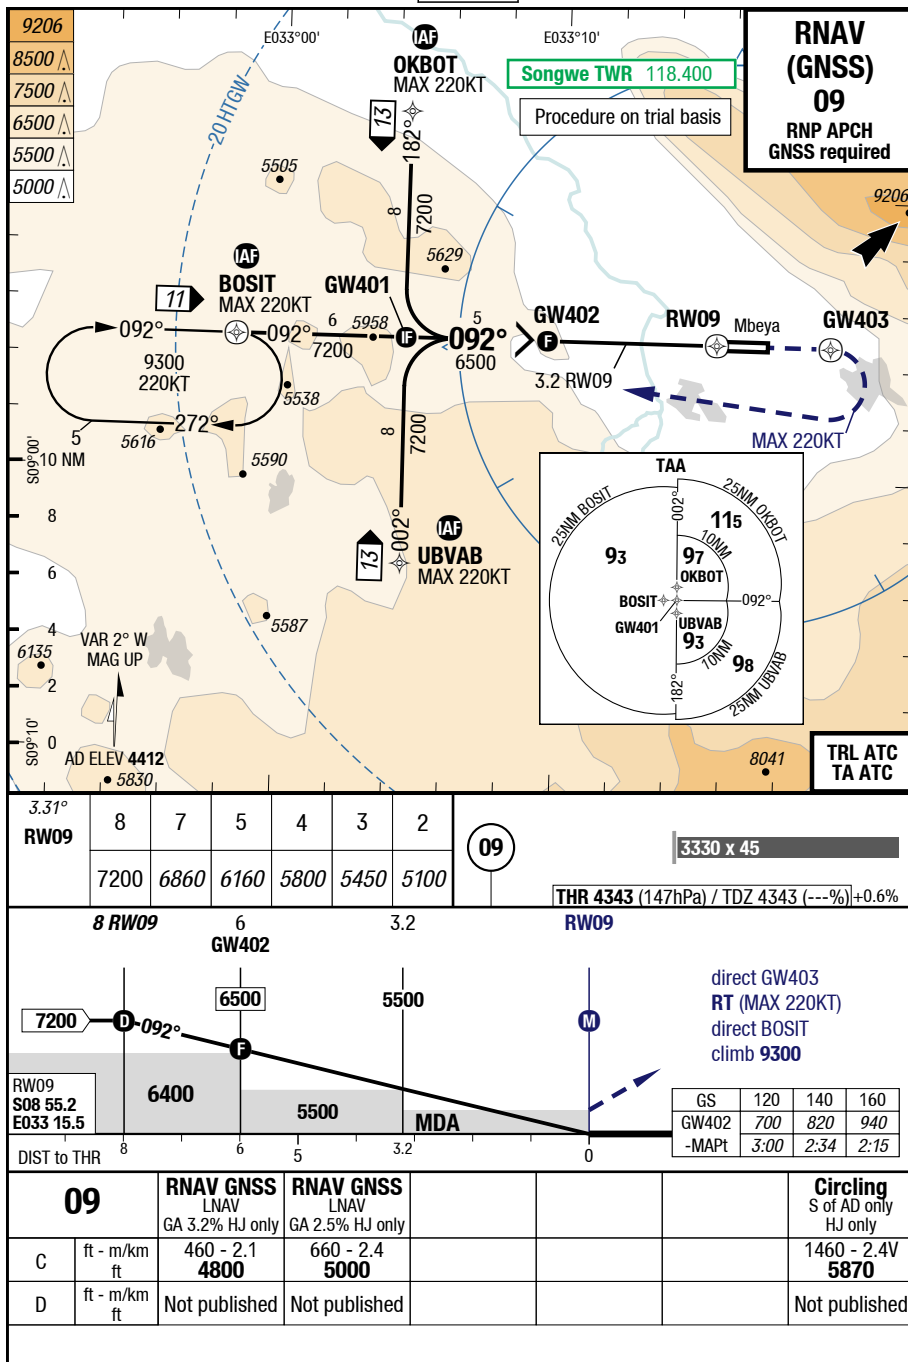 9206
8500
7500
6500
5500
5000
E033°00'
E033°10'
20 HTGW
IAF
OKBOT
MAX 220KT
13
182°
8
7200
Songwe TWR 118.400
Procedure on trial basis
RNAV
(GNSS)
09
RNP APCH
GNSS required
9206
5505
5629
IAF
BOSIT
MAX 220KT
11
GW401
092°
092°
6
7200
5958
IF
5
092°
6500
GW402
F
RW09
Mbeya
GW403
3.2 RW09
MAX 220KT
9300
220KT
272°
5
5538
5616
5590
8
7200
002°
13
IAF
UBVAB
MAX 220KT
S09°00'
10 NM
8
6
4
2
0
S09°10'
5587
6135
VAR 2° W
MAG UP
AD ELEV 4412
5830
TAA
25NM BOSIT
002°
25NM OKBOT
115
10NM
93
97
OKBOT
BOSIT
092°
GW401
UBVAB
93
10NM
98
182°
25NM UBVAB
8041
TRL ATC
TA ATC
3.31°
RW09
8 7 5 4 3 2
7200 6860 6160 5800 5450 5100
09
3330 x 45
THR 4343 (147hPa) / TDZ 4343 (---%) +0.6%
8 RW09 6 3.2 RW09
GW402
7200
D
092°
6500
F
5500
M
direct GW403
RT (MAX 220KT)
direct BOSIT
climb 9300
6400
5500
MDA
RW09
S08 55.2
E033 15.5
GS 120 140 160
GW402 700 820 940
-MAPt 3:00 2:34 2:15
DIST to THR 8 6 5 3.2 0
09
RNAV GNSS
LNAV
GA 3.2% HJ only
RNAV GNSS
LNAV
GA 2.5% HJ only
Circling
S of AD only
HJ only
C
ft - m/km
ft
460 - 2.1
4800
660 - 2.4
5000
1460 - 2.4V
5870
D
ft - m/km
ft
Not published
Not published
Not published